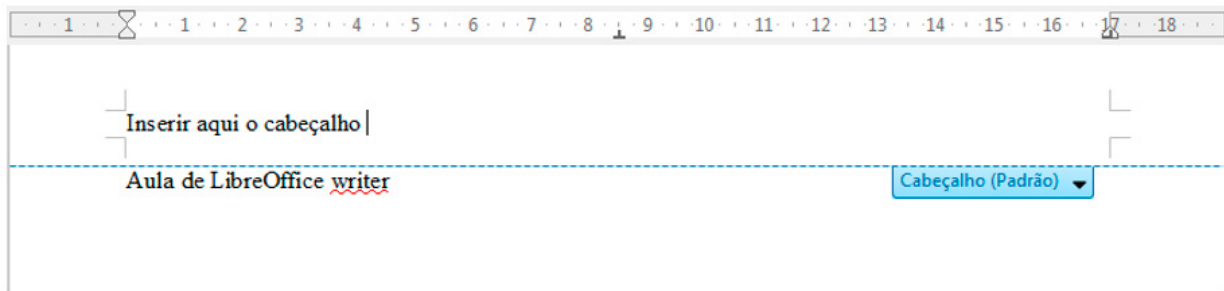 1 1 2 3 4 5 6 7 8 9 10 11 12 13 14 15 16 17 18
Inserir aqui o cabeçalho
Aula de LibreOffice writer
Cabeçalho (Padrão)